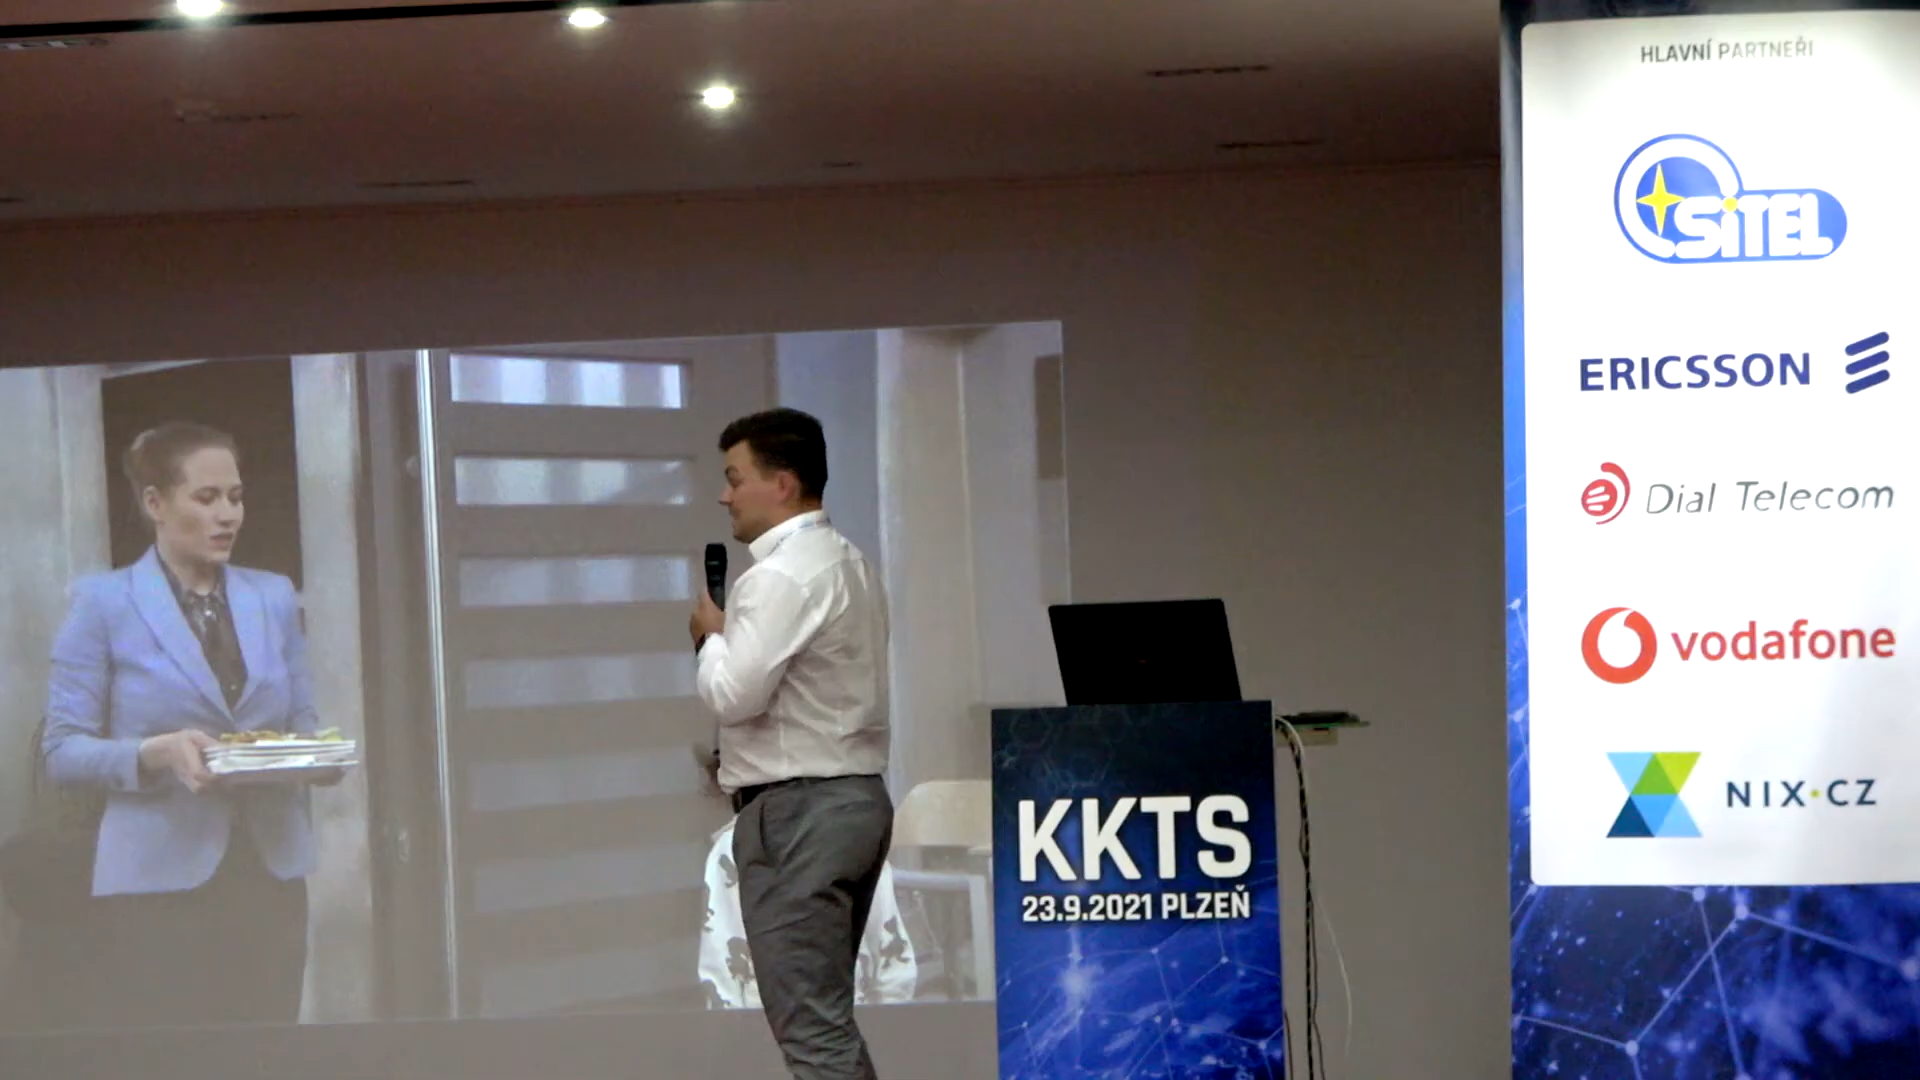 HLAVNÍ PARTNEŘI
SITEL
ERICSSON
Dial Telecom
vodafone
NIX.CZ
KKTS
23.9.2021 PLZEŇ